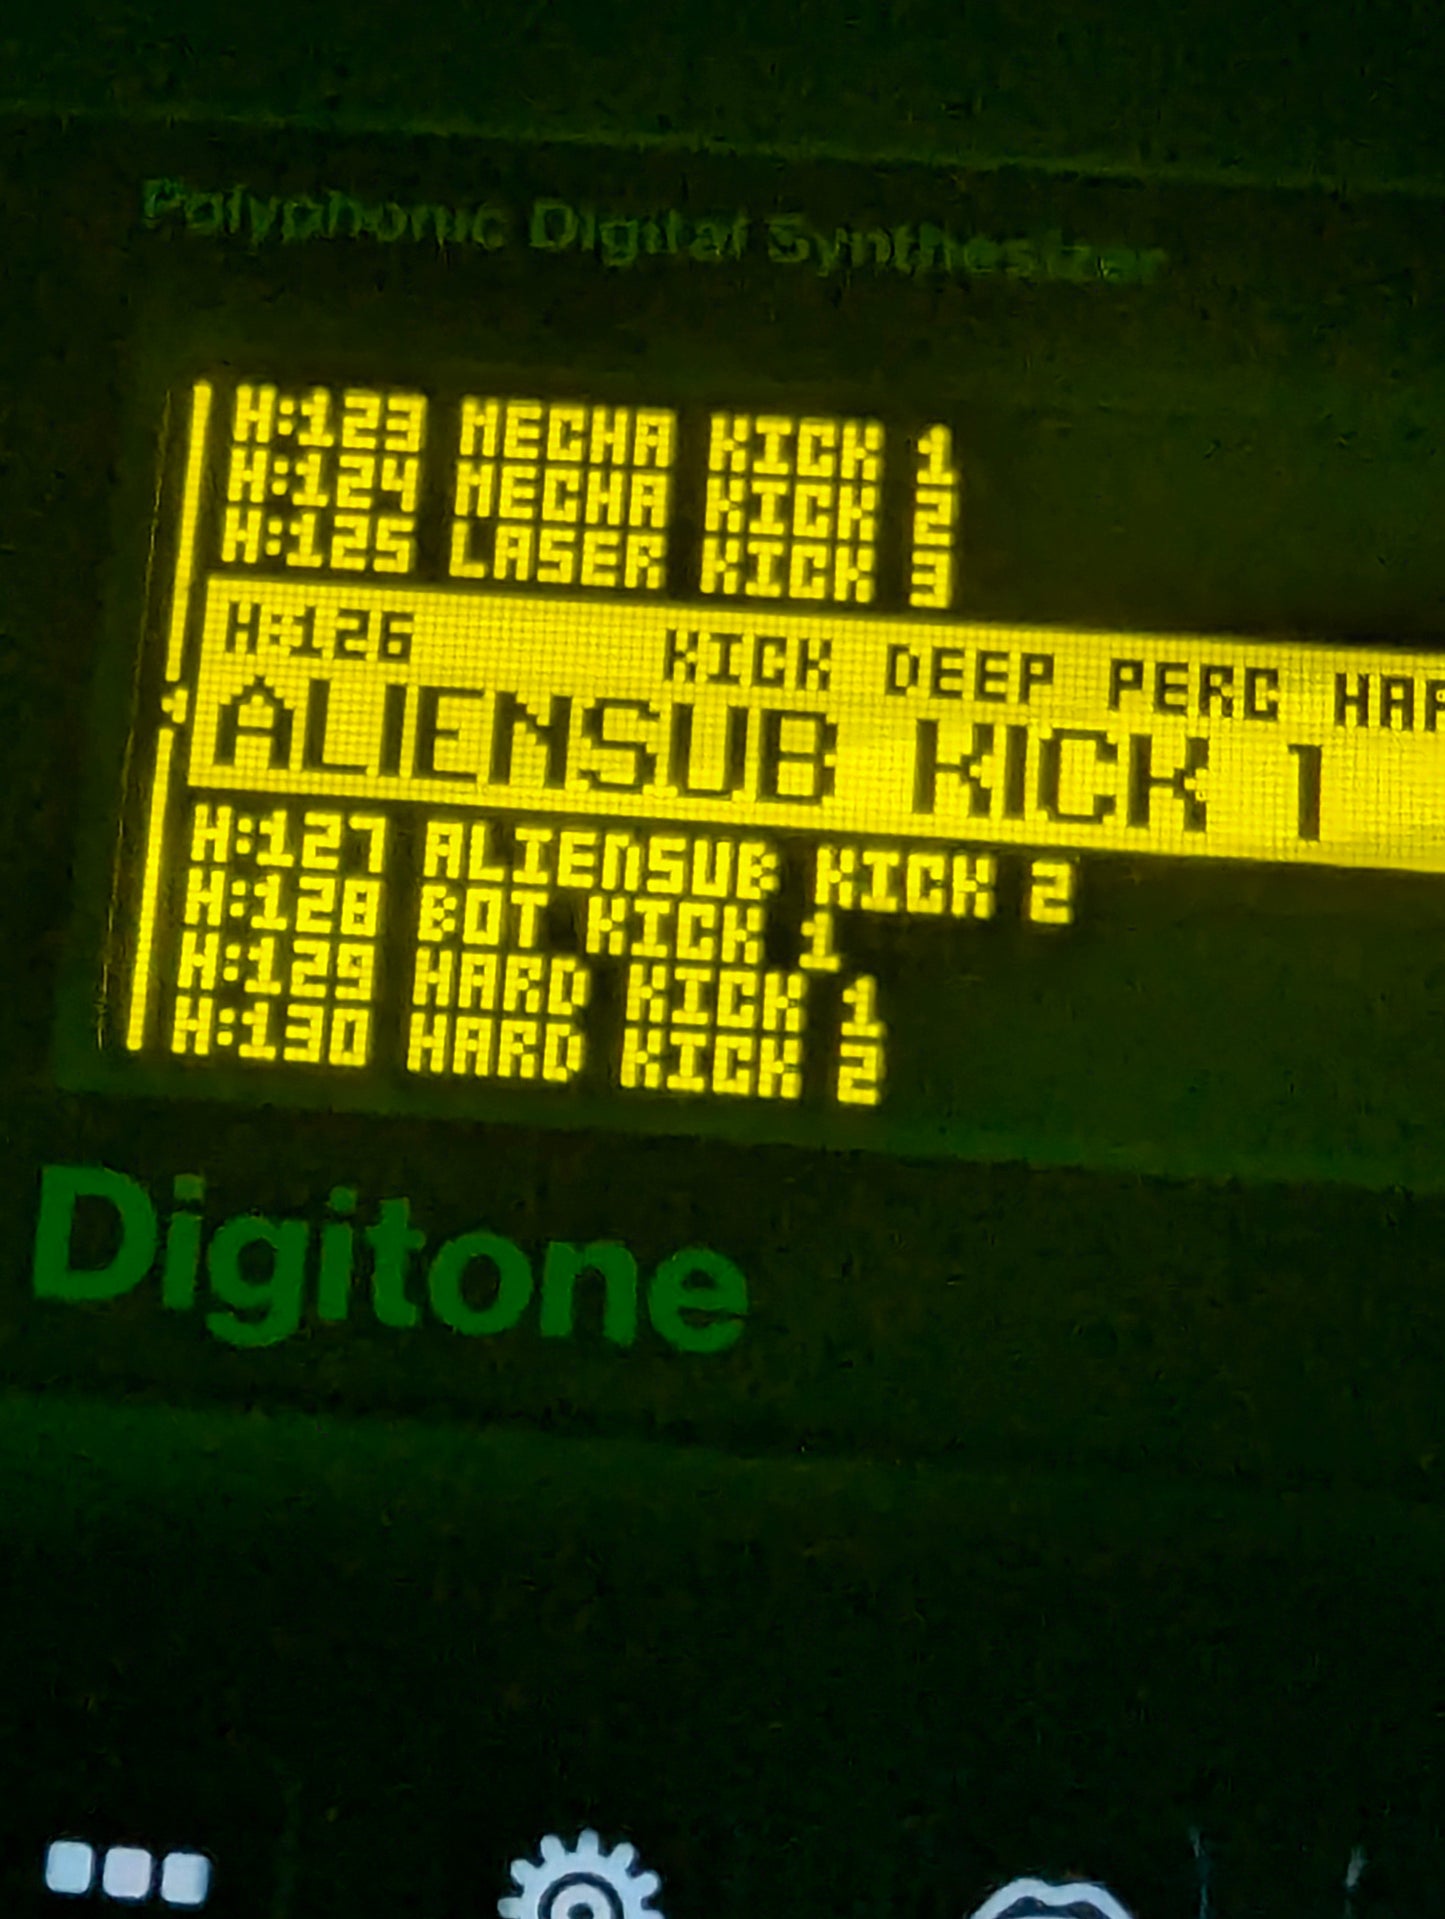 Polyphonic Digital Synthesizer
H:123 MECHA KICK 1
H:124 MECHA KICK 2
H:125 LASER KICK 3
H:126 KICK DEEP PERC
ALIENSUB KICK 1
H:127 ALIENSUB KICK 2
H:128 BOT KICK 1
H:129 HARD KICK 1
H:130 HARD KICK 2
Digitone